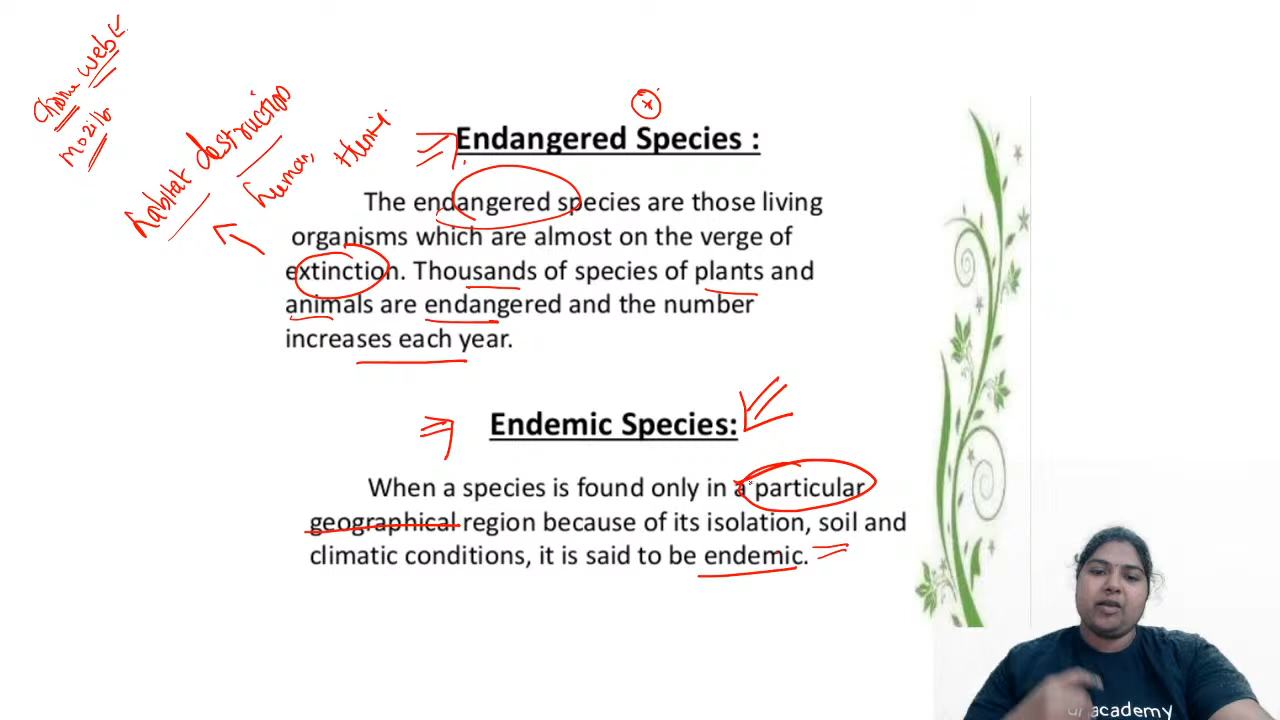 chrome web
mozilla
habitat destruction
human,
Endangered Species :
The endangered species are those living
organisms which are almost on the verge of
extinction. Thousands of species of plants and
animals are endangered and the number
increases each year.
Endemic Species:
When a species is found only in a particular
geographical region because of its isolation, soil and
climatic conditions, it is said to be endemic.
unacademy